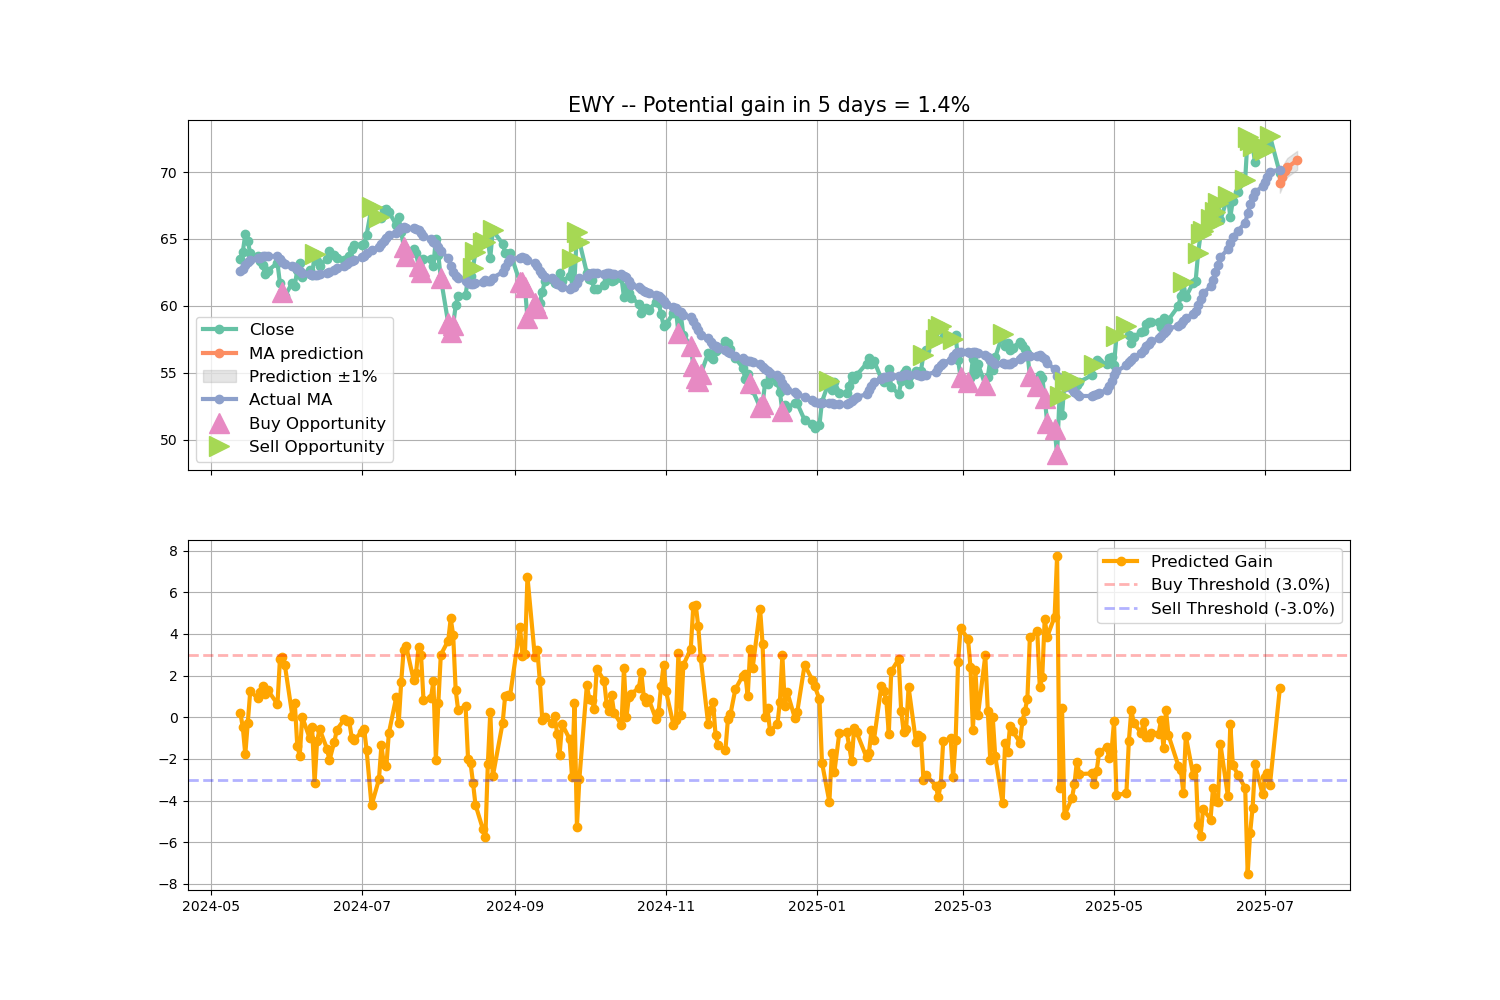 EWY -- Potential gain in 5 days = 1.4%
70
65
60
55
50
Close
MA prediction
Prediction ±1%
Actual MA
Buy Opportunity
Sell Opportunity
8
6
4
2
0
−2
−4
−6
−8
Predicted Gain
Buy Threshold (3.0%)
Sell Threshold (-3.0%)
2024-05 2024-07 2024-09 2024-11 2025-01 2025-03 2025-05 2025-07